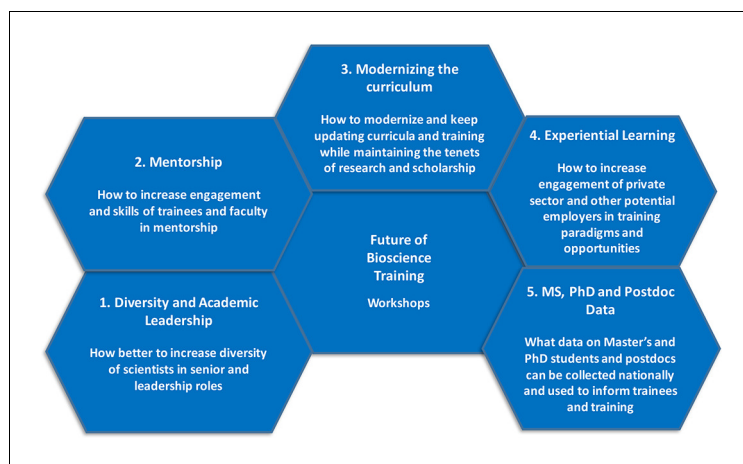 3. Modernizing the
curriculum
How to modernize and keep
updating curricula and training
while maintaining the tenets
of research and scholarship
2. Mentorship
How to increase engagement
and skills of trainees and faculty
in mentorship
4. Experiential Learning
How to increase
engagement of private
sector and other potential
employers in training
paradigms and
opportunities
Future of
Bioscience
Training
Workshops
1. Diversity and Academic
Leadership
How better to increase diversity
of scientists in senior and
leadership roles
5. MS, PhD and Postdoc
Data
What data on Master's and
PhD students and postdocs
can be collected nationally
and used to inform trainees
and training